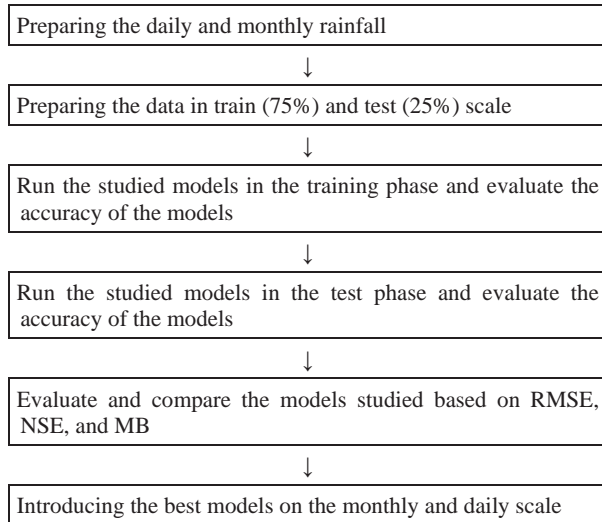 Preparing the daily and monthly rainfall
↓
Preparing the data in train (75%) and test (25%) scale
↓
Run the studied models in the training phase and evaluate the
accuracy of the models
↓
Run the studied models in the test phase and evaluate the
accuracy of the models
↓
Evaluate and compare the models studied based on RMSE,
NSE, and MB
↓
Introducing the best models on the monthly and daily scale